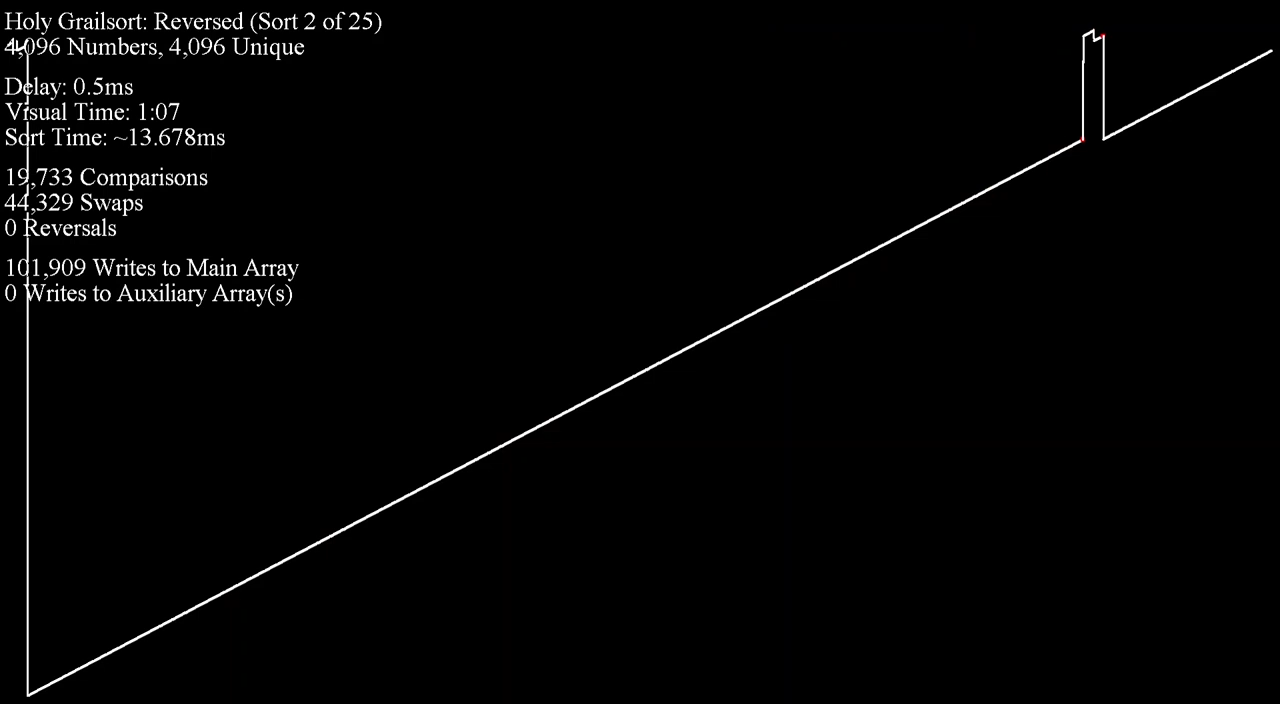 Holy Grailsort: Reversed (Sort 2 of 25)
4,096 Numbers, 4,096 Unique
Delay: 0.5ms
Visual Time: 1:07
Sort Time: ~13.678ms
19,733 Comparisons
44,329 Swaps
0 Reversals
101,909 Writes to Main Array
0 Writes to Auxiliary Array(s)